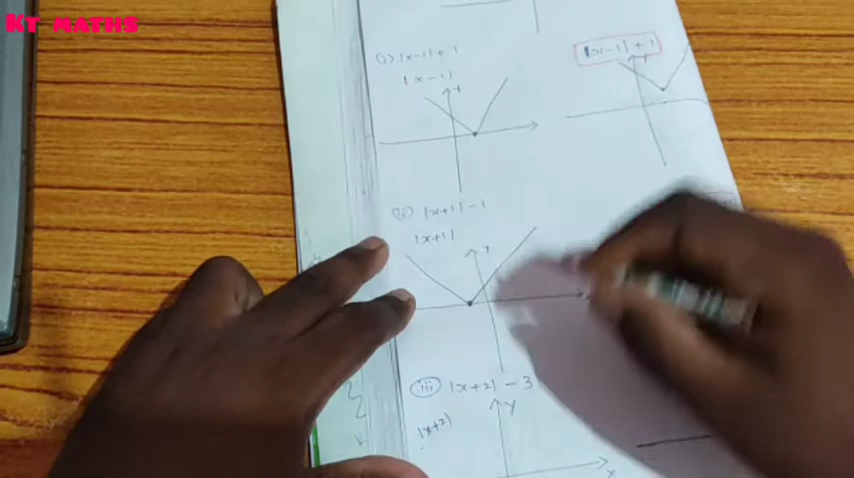 KT MATHS
(i) |x-1| + 1
|x-1|
y
|x-1| + 1
y
(ii) |x+1| - 1
|x+1|
y
(iii) |x+2| - 3
|x+2|
y
x